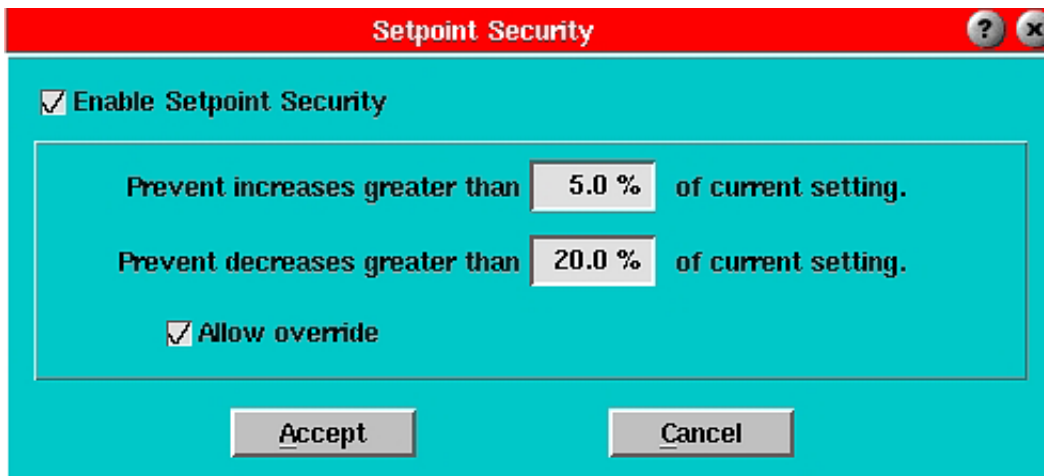 Setpoint Security
Enable Setpoint Security
Prevent increases greater than 5.0 % of current setting.
Prevent decreases greater than 20.0 % of current setting.
Allow override
Accept Cancel